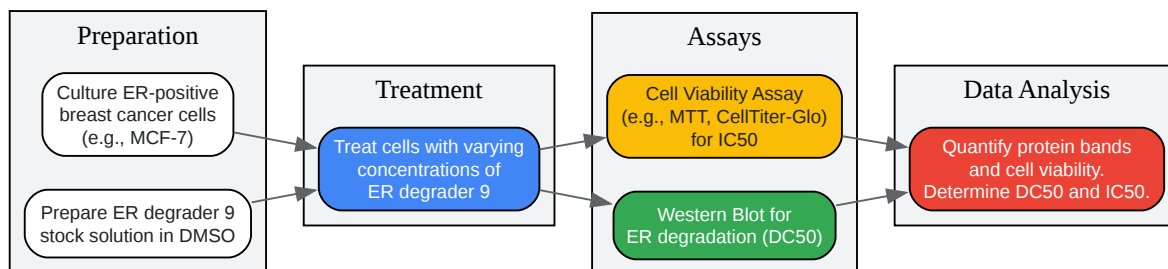 Preparation
Culture ER-positive
breast cancer cells
(e.g., MCF-7)
Prepare ER degrader 9
stock solution in DMSO
Treatment
Treat cells with varying
concentrations of
ER degrader 9
Assays
Cell Viability Assay
(e.g., MTT, CellTiter-Glo)
for IC50
Western Blot for
ER degradation (DC50)
Data Analysis
Quantify protein bands
and cell viability.
Determine DC50 and IC50.